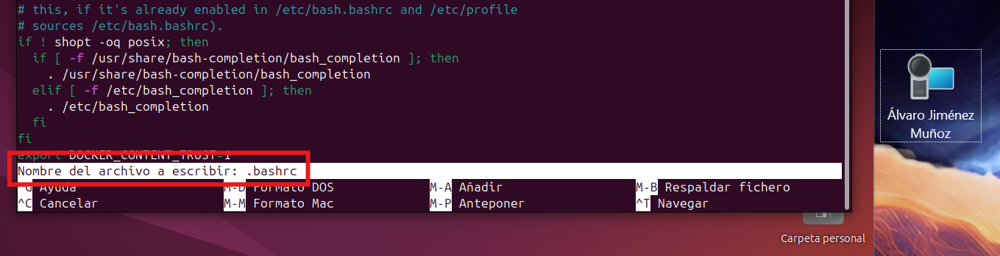 # this, if it's already enabled in /etc/bash.bashrc and /etc/profile
# sources /etc/bash.bashrc).
if ! shopt -oq posix; then
  if [ -f /usr/share/bash-completion/bash_completion ]; then
    . /usr/share/bash-completion/bash_completion
  elif [ -f /etc/bash_completion ]; then
    . /etc/bash_completion
  fi
fi
export DOCKER_CONTENT_TRUST=1
Nombre del archivo a escribir: .bashrc
^G Ayuda M-D Formato DOS M-A Añadir M-B Respaldar fichero
^C Cancelar M-M Formato Mac M-P Anteponer ^T Navegar
Carpeta personal
Álvaro Jiménez
Muñoz